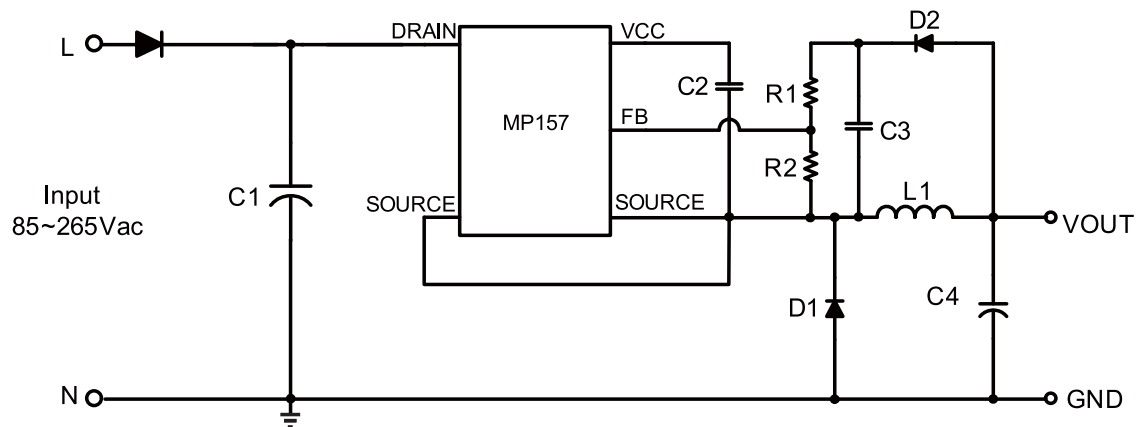 D2
DRAIN
VCC
L
C2
R1
MP157
FB
C3
R2
Input
85~265Vac
C1
L1
SOURCE
SOURCE
VOUT
D1
C4
N
GND